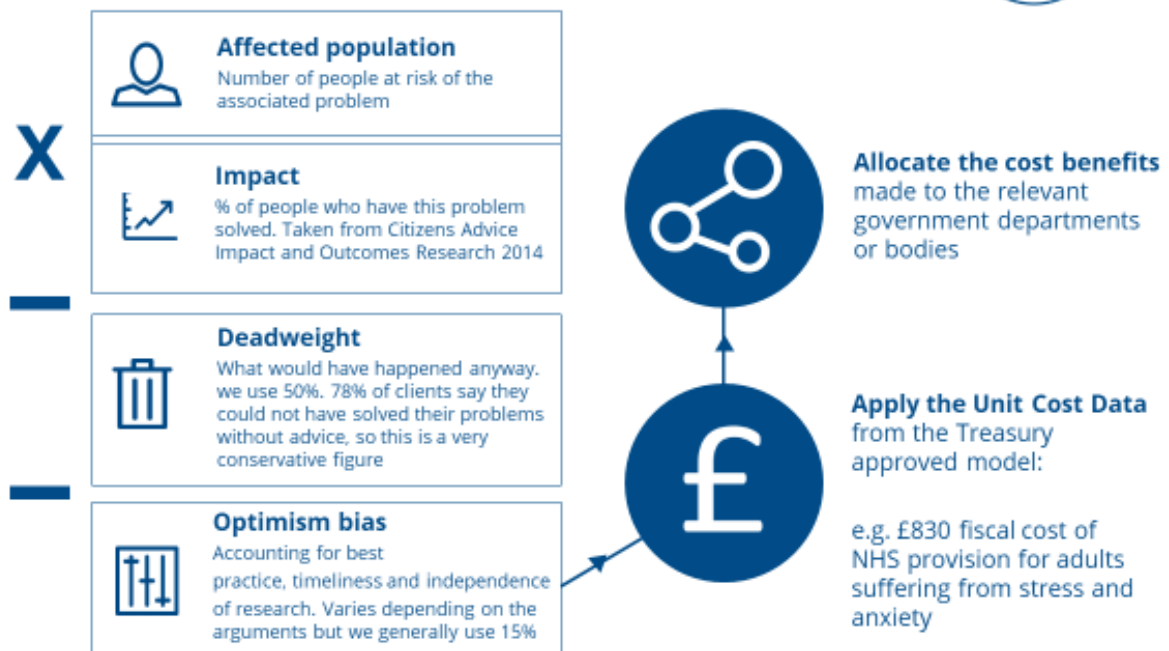 Affected population
Number of people at risk of the
associated problem
X
Impact
% of people who have this problem
solved. Taken from Citizens Advice
Impact and Outcomes Research 2014
Deadweight
What would have happened anyway.
we use 50%. 78% of clients say they
could not have solved their problems
without advice, so this is a very
conservative figure
Optimism bias
Accounting for best
practice, timeliness and independence
of research. Varies depending on the
arguments but we generally use 15%
£
Apply the Unit Cost Data
from the Treasury
approved model:
e.g. £830 fiscal cost of
NHS provision for adults
suffering from stress and
anxiety
Allocate the cost benefits
made to the relevant
government departments
or bodies